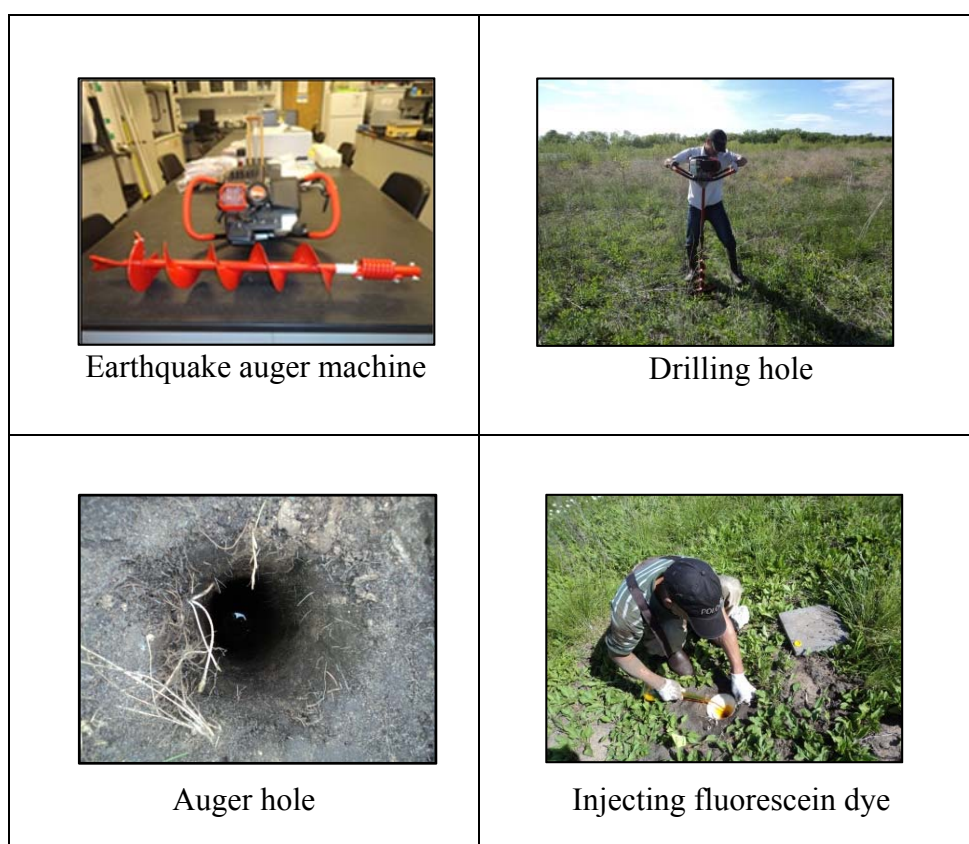 Earthquake auger machine
Drilling hole
Auger hole
Injecting fluorescein dye